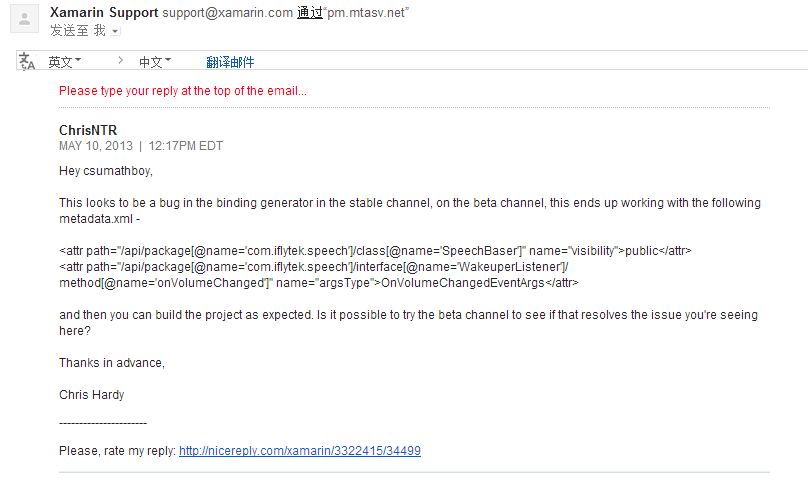 Xamarin Support support@xamarin.com 通过“pm.mtasv.net”
发送至 我
文A 英文 > 中文 翻译邮件
Please type your reply at the top of the email...
ChrisNTR
MAY 10, 2013 | 12:17PM EDT
Hey csumathboy,
This looks to be a bug in the binding generator in the stable channel, on the beta channel, this ends up working with the following
metadata.xml -
<attr path="/api/package[@name='com.iflytek.speech']/class[@name='SpeechBaser']" name="visibility">public</attr>
<attr path="/api/package[@name='com.iflytek.speech']/interface[@name='WakeuperListener']/
method[@name='onVolumeChanged']" name="argsType">OnVolumeChangedEventArgs</attr>
and then you can build the project as expected. Is it possible to try the beta channel to see if that resolves the issue you're seeing
here?
Thanks in advance,
Chris Hardy
----------------------
Please, rate my reply: http://nicereply.com/xamarin/3322415/34499